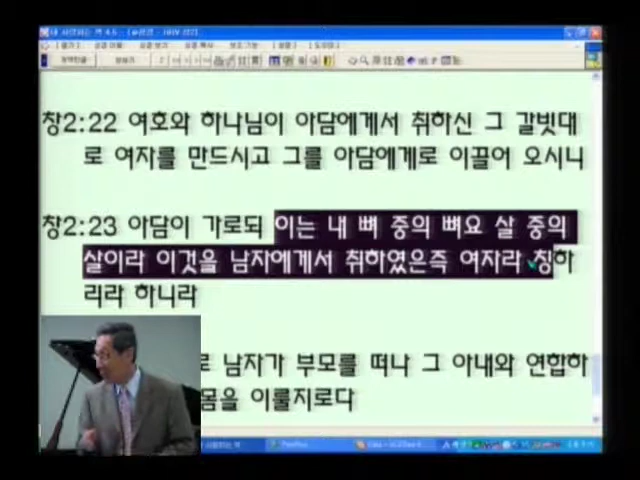 창2:22 여호와 하나님이 아담에게서 취하신 그 갈빗대
로 여자를 만드시고 그를 아담에게로 이끌어 오시니
창2:23 아담이 가로되 이는 내 뼈 중의 뼈요 살 중의
살이라 이것을 남자에게서 취하였은즉 여자라 칭하
리라 하니라
로 남자가 부모를 떠나 그 아내와 연합하
몸을 이룰지로다